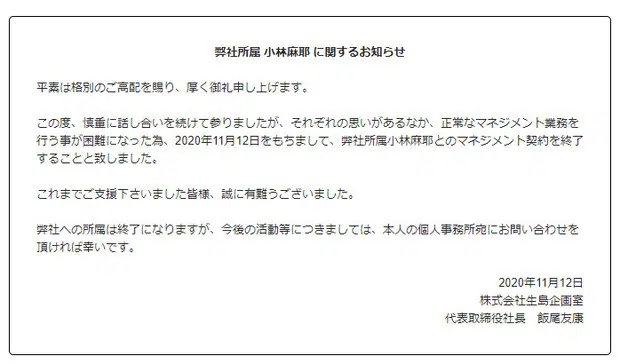 弊社所属 小林麻耶 に関するお知らせ
平素は格別のご高配を賜り、厚く御礼申し上げます。
この度、慎重に話し合いを続けて参りましたが、それぞれの思いがあるなか、正常なマネジメント業務を
行う事が困難になった為、2020年11月12日をもちまして、弊社所属小林麻耶とのマネジメント契約を終了
することと致しました。
これまでご支援下さいました皆様、誠に有難うございました。
弊社への所属は終了になりますが、今後の活動等につきましては、本人の個人事務所宛にお問い合わせを
頂ければ幸いです。
2020年11月12日
株式会社生島企画室
代表取締役社長　飯尾友康